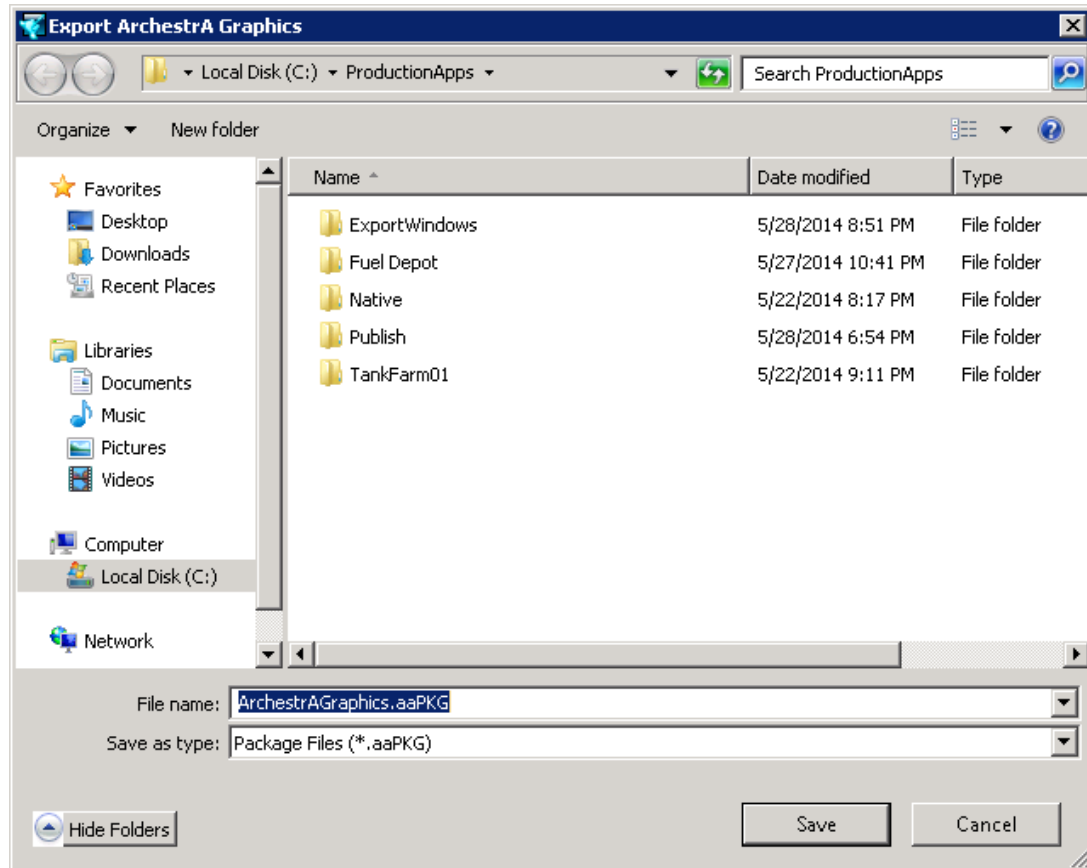 Export ArchestrA Graphics
Local Disk (C:) ProductionApps
Search ProductionApps
Organize New folder
Favorites
Desktop
Downloads
Recent Places
Libraries
Documents
Music
Pictures
Videos
Computer
Local Disk (C:)
Network
Name Date modified Type
ExportWindows 5/28/2014 8:51 PM File folder
Fuel Depot 5/27/2014 10:41 PM File folder
Native 5/22/2014 8:17 PM File folder
Publish 5/28/2014 6:54 PM File folder
TankFarm01 5/22/2014 9:11 PM File folder
File name: ArchestrAGraphics.aaPKG
Save as type: Package Files (*.aaPKG)
Hide Folders Save Cancel